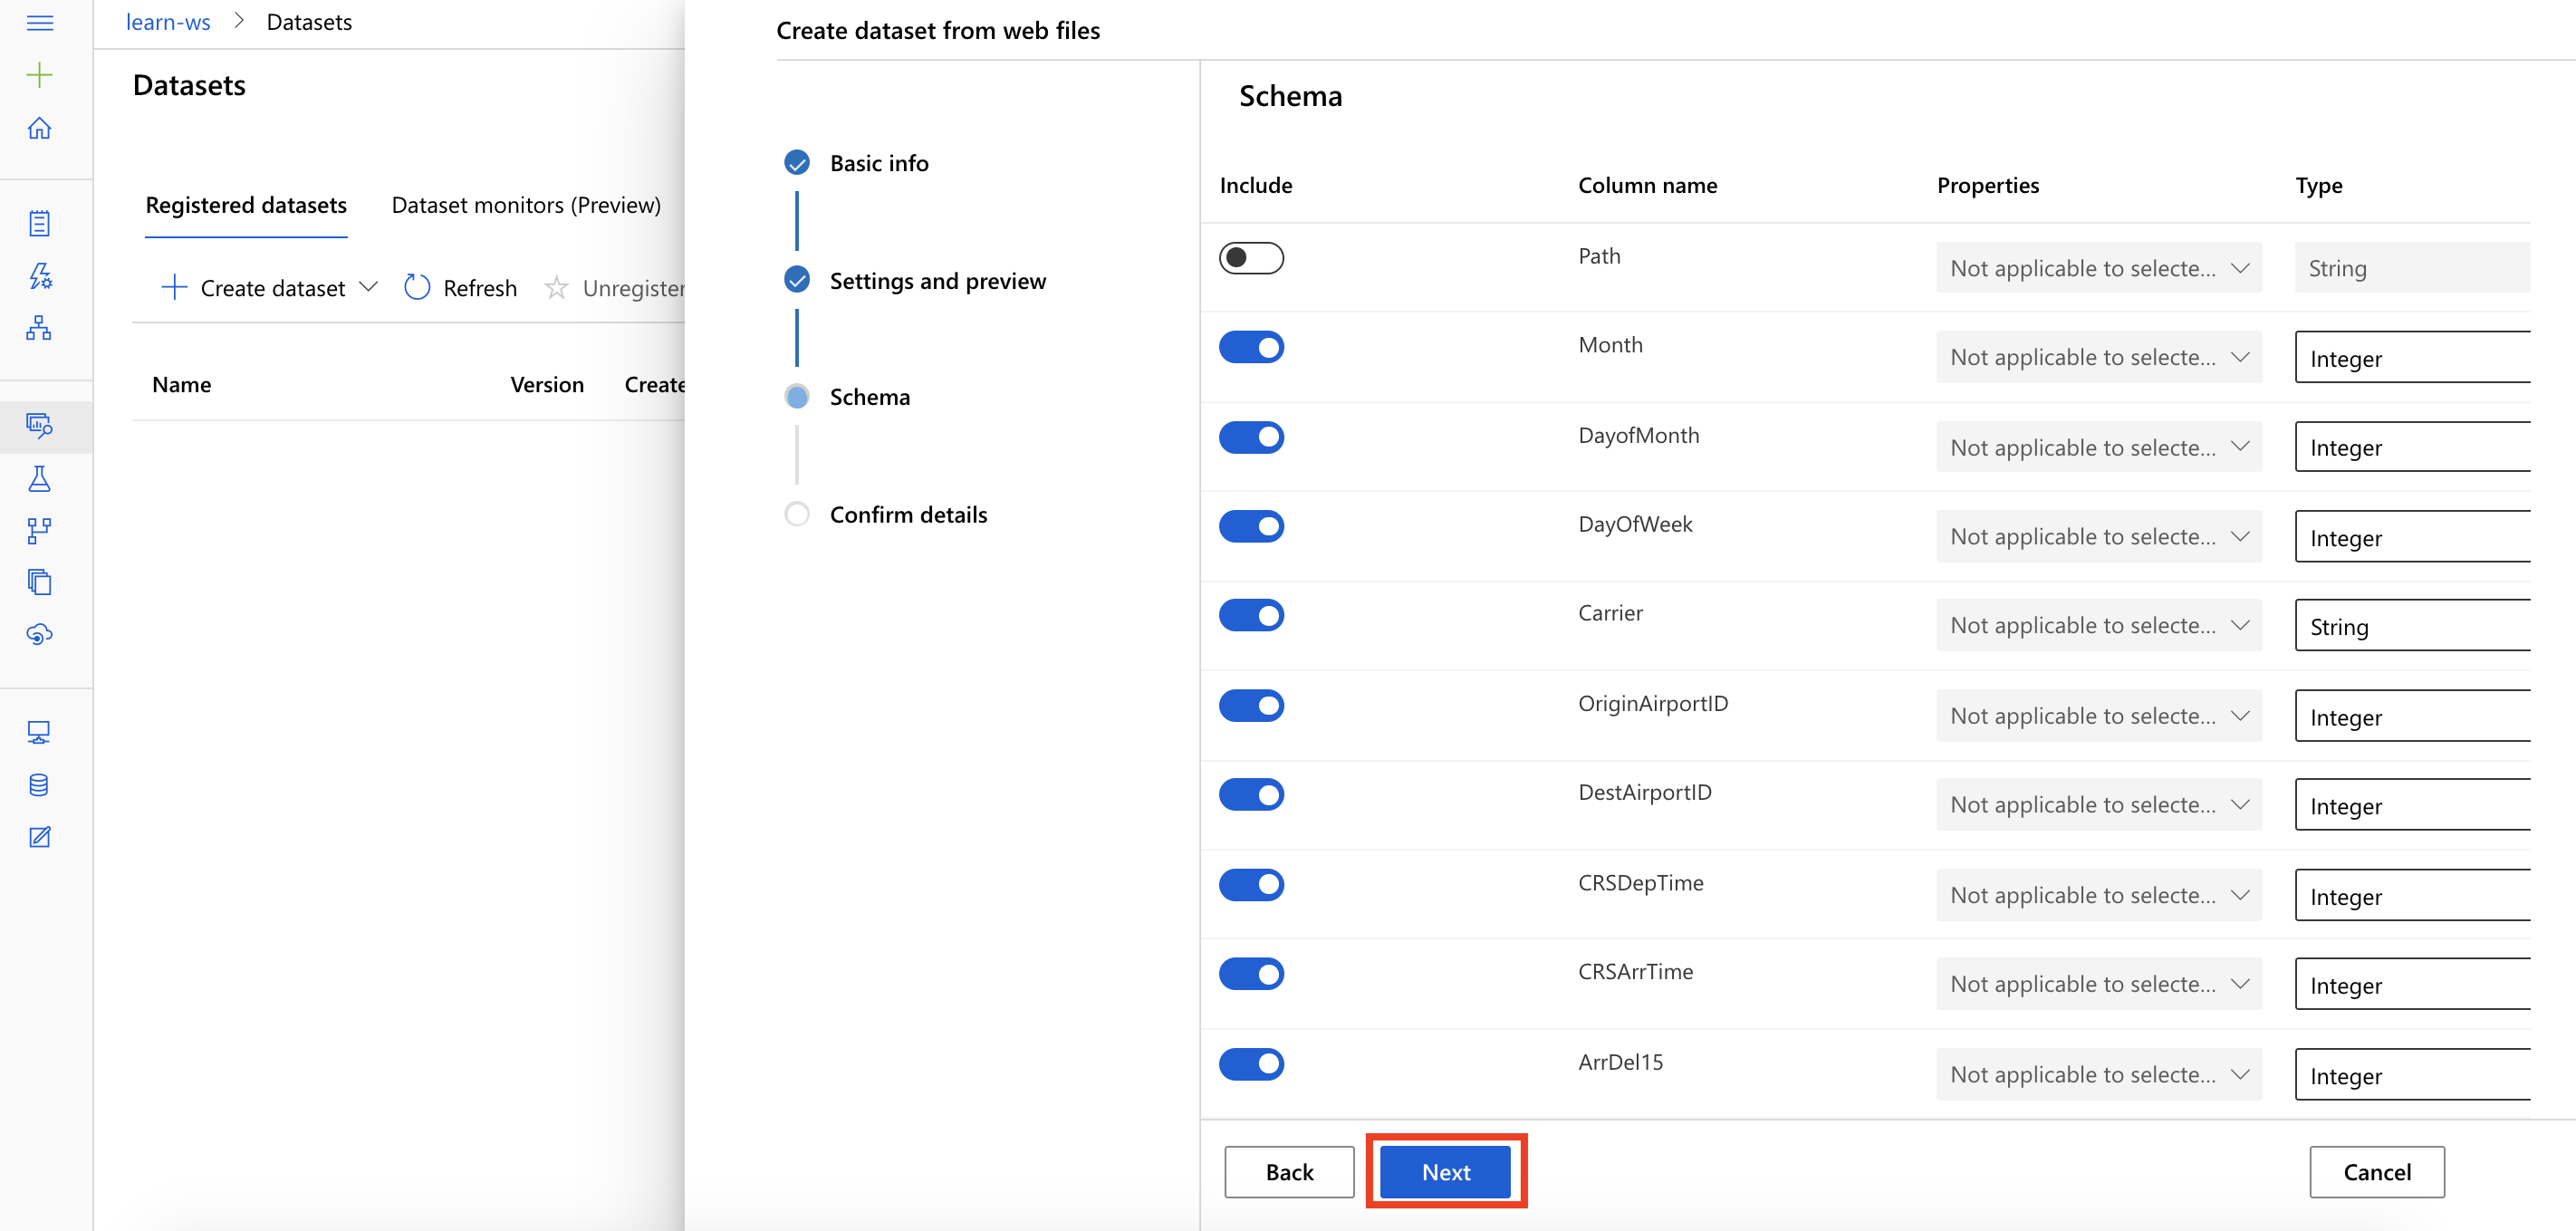 learn-ws > Datasets
Datasets
Registered datasets Dataset monitors (Preview)
Create dataset Refresh Unregister
Name Version Create
Create dataset from web files
Basic info
Settings and preview
Schema
Confirm details
Schema
Include Column name Properties Type
Path Not applicable to selecte... String
Month Not applicable to selecte... Integer
DayofMonth Not applicable to selecte... Integer
DayOfWeek Not applicable to selecte... Integer
Carrier Not applicable to selecte... String
OriginAirportID Not applicable to selecte... Integer
DestAirportID Not applicable to selecte... Integer
CRSDepTime Not applicable to selecte... Integer
CRSArrTime Not applicable to selecte... Integer
ArrDel15 Not applicable to selecte... Integer
Back Next Cancel